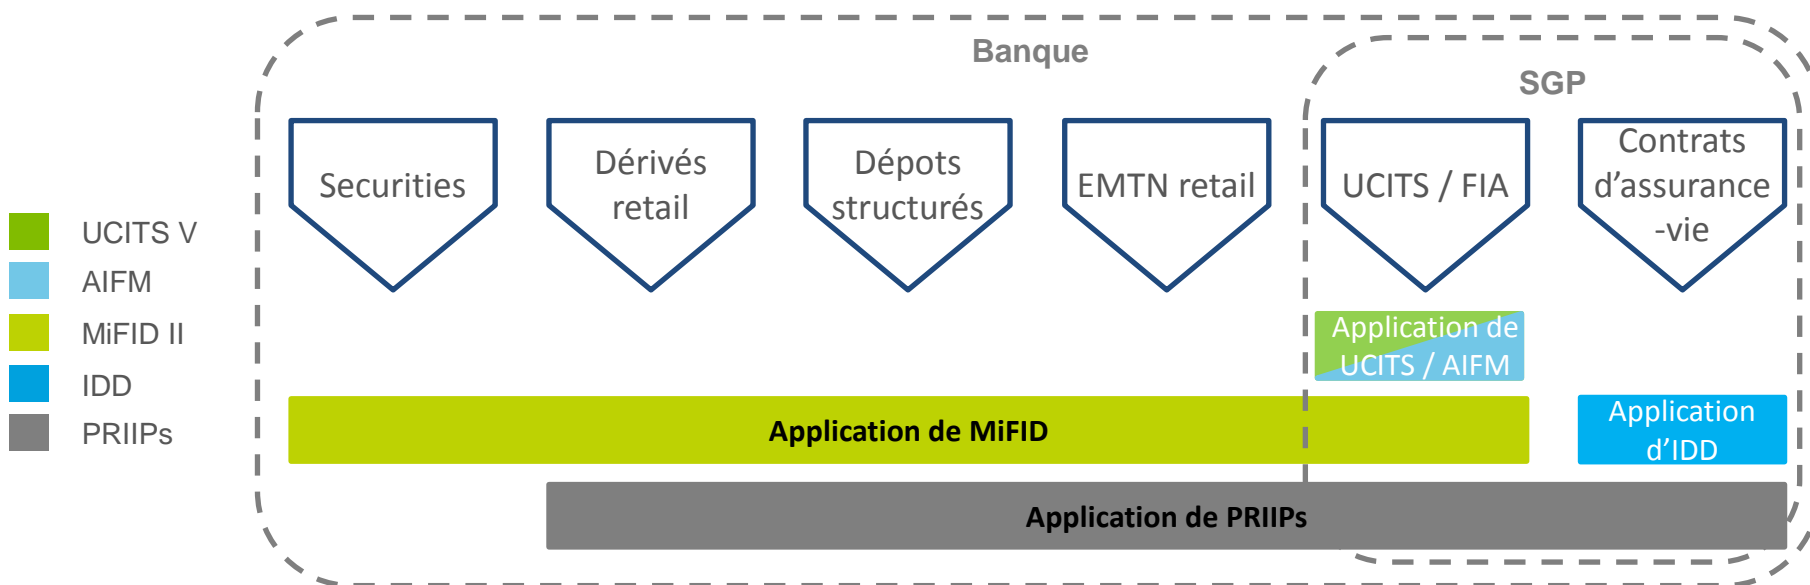 Banque
SGP
Securities
Dérivés
retail
Dépots
structurés
EMTN retail
UCITS / FIA
Contrats
d’assurance
-vie
UCITS V
AIFM
MiFID II
IDD
PRIIPs
Application de
UCITS / AIFM
Application de MiFID
Application
d’IDD
Application de PRIIPs